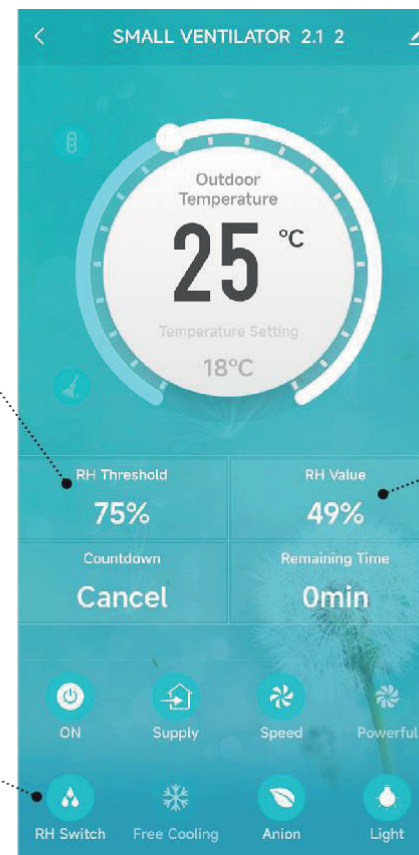 SMALL VENTILATOR 2.1 2
Outdoor
Temperature
25 °C
Temperature Setting
18°C
RH Threshold
RH Value
75%
49%
Countdown
Remaining Time
Cancel
0min
ON
Supply
Speed
Powerful
RH Switch
Free Cooling
Anion
Light